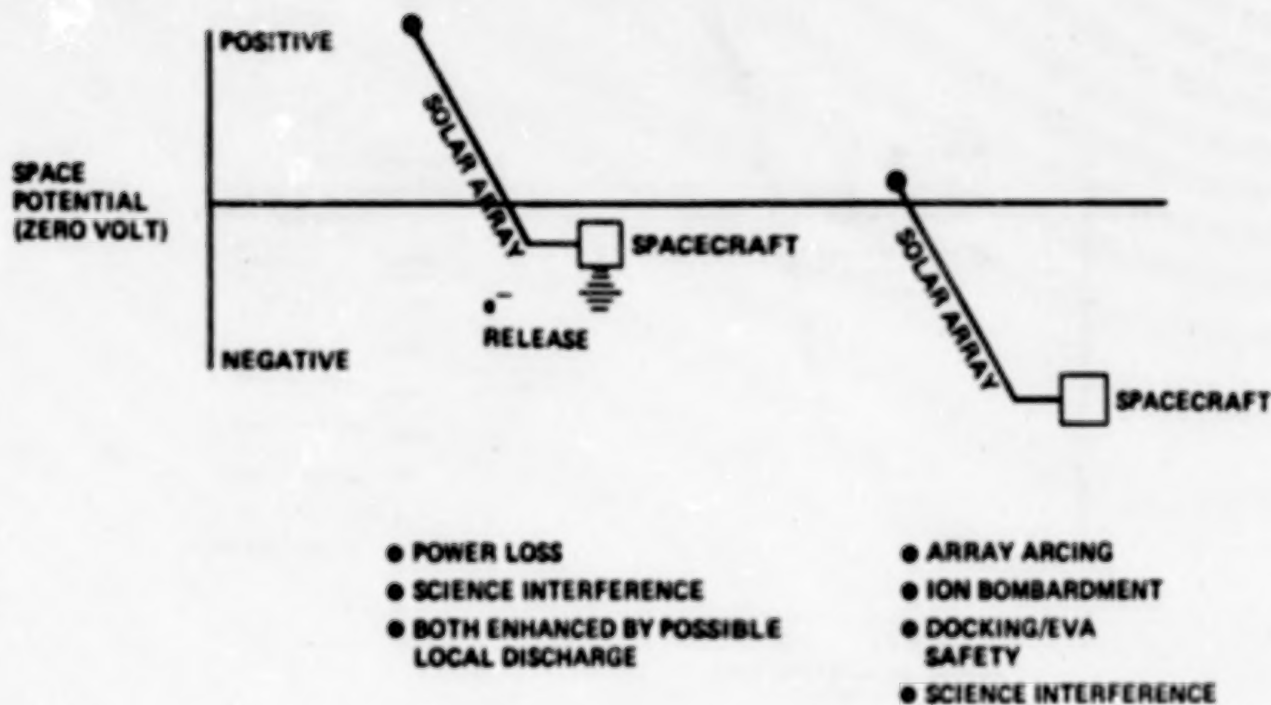 POSITIVE
SOLAR ARRAY
SPACE
POTENTIAL
(ZERO VOLT)
SPACECRAFT
SOLAR ARRAY
RELEASE
NEGATIVE
SPACECRAFT
● POWER LOSS
● SCIENCE INTERFERENCE
● BOTH ENHANCED BY POSSIBLE
LOCAL DISCHARGE
● ARRAY ARCING
● ION BOMBARDMENT
● DOCKING/EVA
SAFETY
● SCIENCE INTERFERENCE